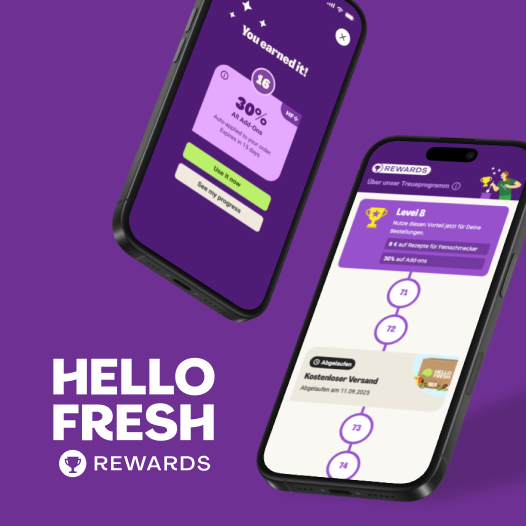 You earned it!
16
HF+
30%
All Add-Ons
Auto-applied to your order.
Expires in 15 days
Use it now
See my progress
REWARDS
Über unser Treueprogramm
Level 8
Nutze diesen Vorteil jetzt für Deine
Bestellungen.
5 € auf Rezepte für Feinschmecker
30% auf Add-ons
71
72
Abgelaufen
Kostenloser Versand
Abgelaufen am 11.09.2025
HELLO
FRESH
73
74
HELLO
FRESH
REWARDS